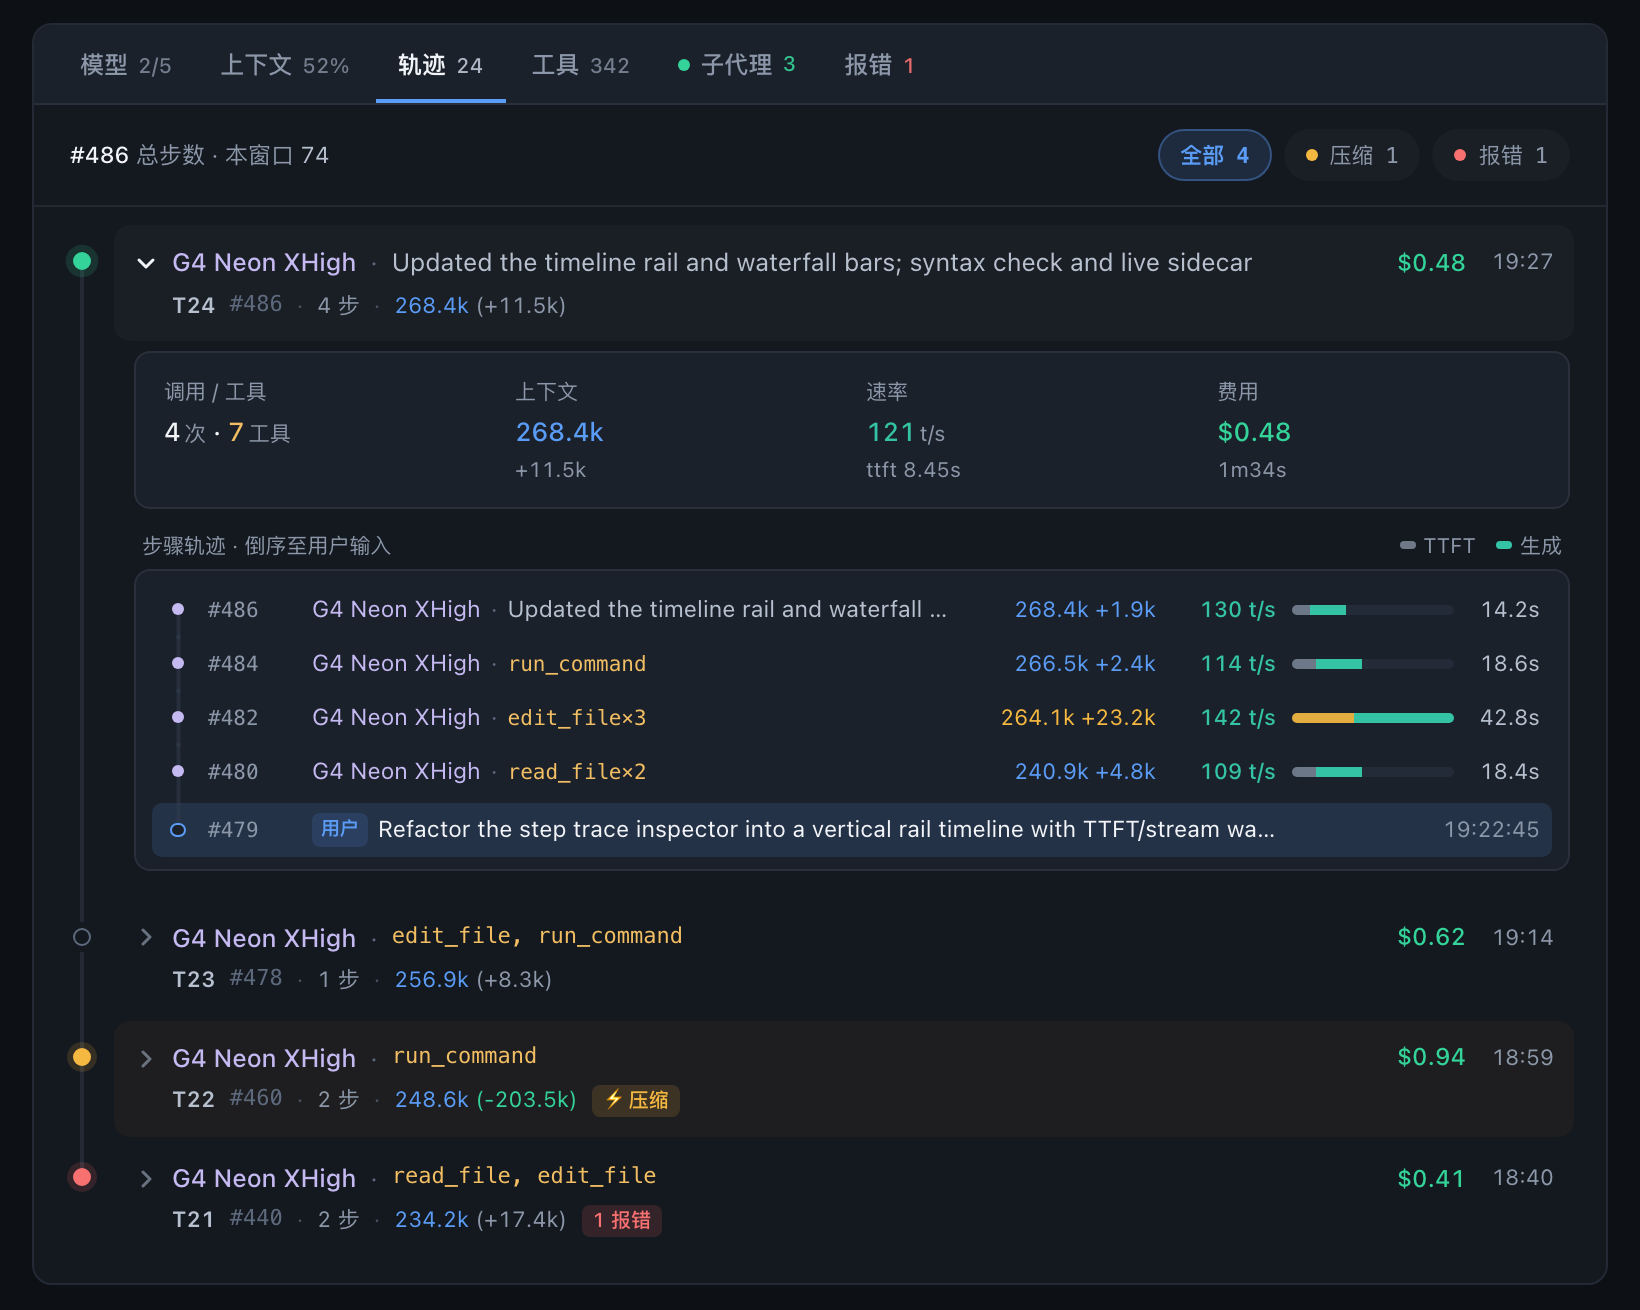 模型 2/5 上下文 52% 轨迹 24 工具 342 子代理 3 报错 1
#486 总步数 · 本窗口 74 全部 4 压缩 1 报错 1
G4 Neon XHigh · Updated the timeline rail and waterfall bars; syntax check and live sidecar $0.48 19:27
T24 #486 · 4 步 · 268.4k (+11.5k)
调用 / 工具 上下文 速率 费用
4 次 · 7 工具 268.4k 121 t/s $0.48
+11.5k ttft 8.45s 1m34s
步骤轨迹 · 倒序至用户输入 TTFT 生成
#486 G4 Neon XHigh · Updated the timeline rail and waterfall ... 268.4k +1.9k 130 t/s 14.2s
#484 G4 Neon XHigh · run_command 266.5k +2.4k 114 t/s 18.6s
#482 G4 Neon XHigh · edit_file×3 264.1k +23.2k 142 t/s 42.8s
#480 G4 Neon XHigh · read_file×2 240.9k +4.8k 109 t/s 18.4s
#479 用户 Refactor the step trace inspector into a vertical rail timeline with TTFT/stream wa... 19:22:45
G4 Neon XHigh · edit_file, run_command $0.62 19:14
T23 #478 · 1 步 · 256.9k (+8.3k)
G4 Neon XHigh · run_command $0.94 18:59
T22 #460 · 2 步 · 248.6k (-203.5k) ⚡压缩
G4 Neon XHigh · read_file, edit_file $0.41 18:40
T21 #440 · 2 步 · 234.2k (+17.4k) 1 报错